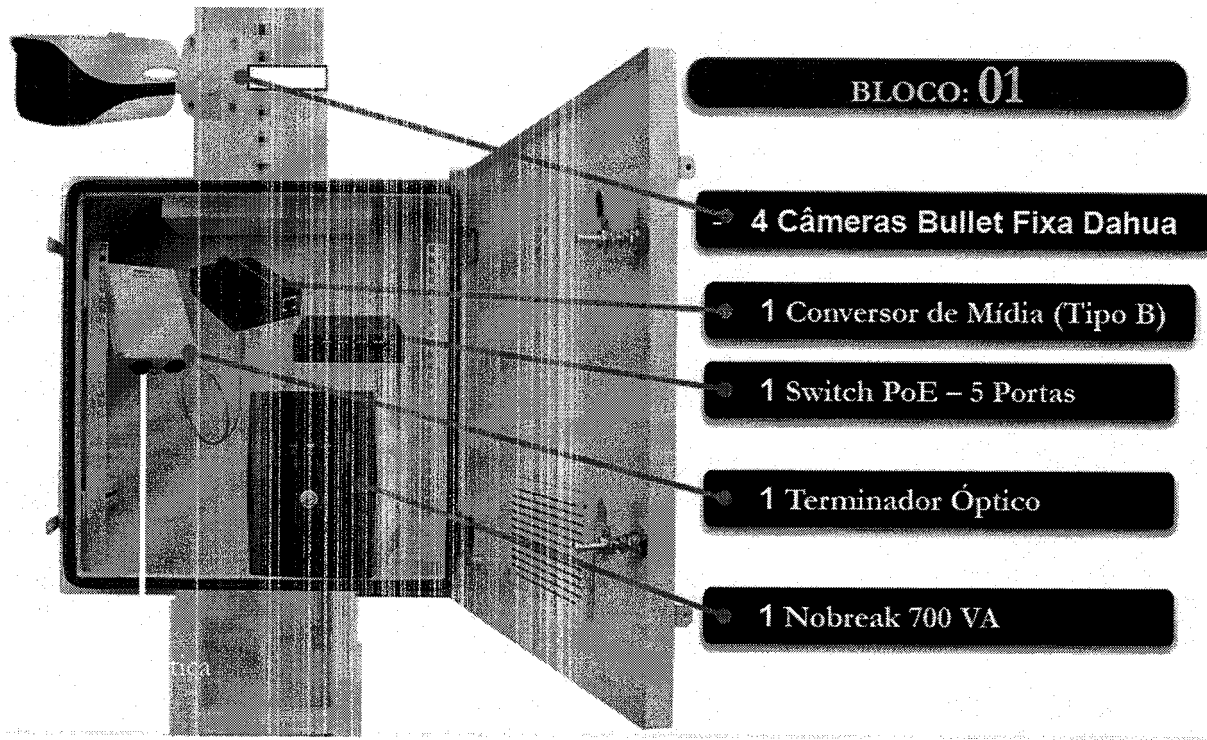 BLOCO: 01
- 4 Câmeras Bullet Fixa Dahua
1 Conversor de Mídia (Tipo B)
1 Switch PoE – 5 Portas
1 Terminador Óptico
1 Nobreak 700 VA